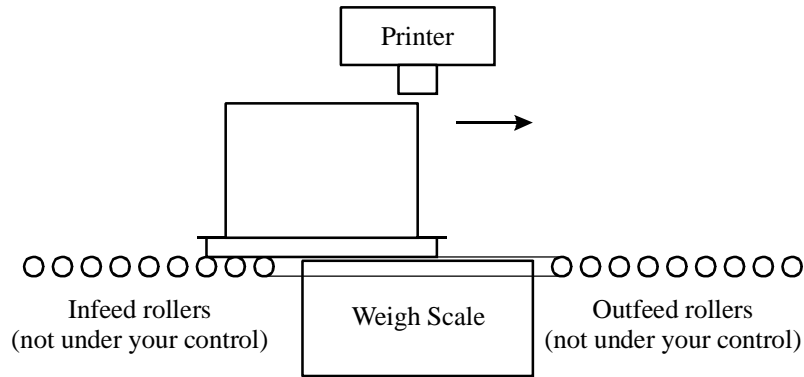 Printer
Infeed rollers
(not under your control)
Weigh Scale
Outfeed rollers
(not under your control)